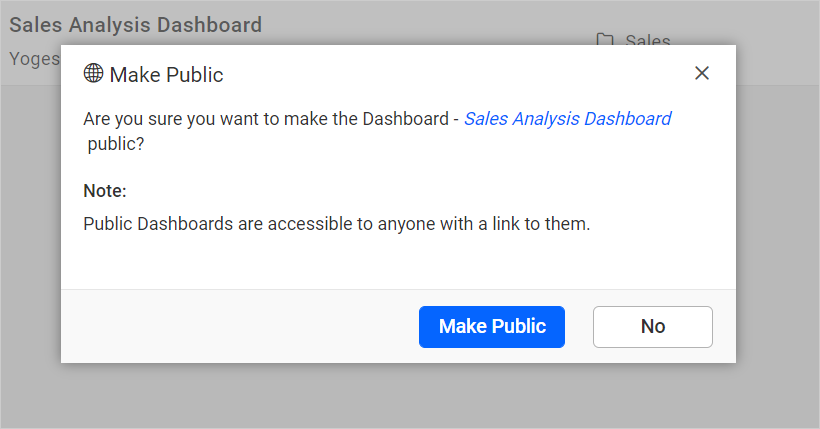 Sales Analysis Dashboard
Yoges
Sales
Make Public
Are you sure you want to make the Dashboard - Sales Analysis Dashboard
public?
Note:
Public Dashboards are accessible to anyone with a link to them.
Make Public
No